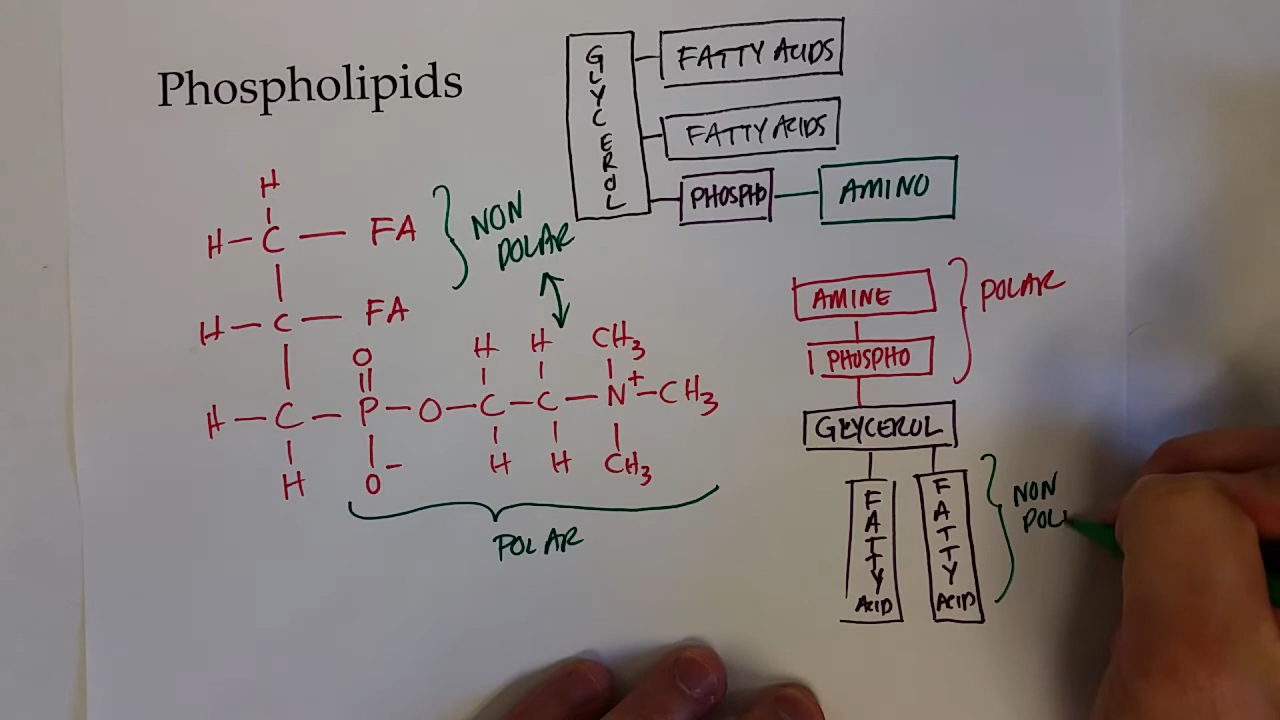 Phospholipids
GLYCEROL
FATTY ACIDS
FATTY ACIDS
PHOSPHO
AMINO
H
H – C — FA
NON
POLAR
H – C – FA
O
H H CH3
H – C – P – O – C – C – N+ – CH3
H O– H H CH3
POLAR
AMINE
PHOSPHO
POLAR
GLYCEROL
FATTY
ACID
FATTY
ACID
NON
POL